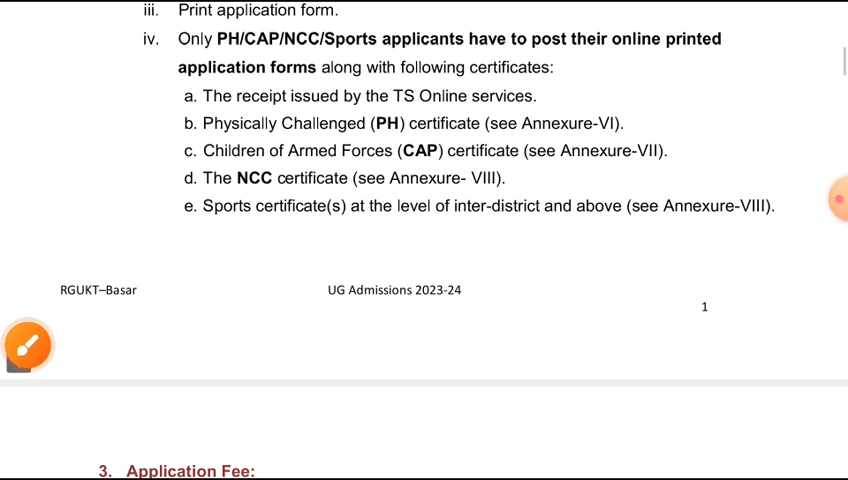 iii. Print application form.
iv. Only PH/CAP/NCC/Sports applicants have to post their online printed
application forms along with following certificates:
a. The receipt issued by the TS Online services.
b. Physically Challenged (PH) certificate (see Annexure-VI).
c. Children of Armed Forces (CAP) certificate (see Annexure-VII).
d. The NCC certificate (see Annexure- VIII).
e. Sports certificate(s) at the level of inter-district and above (see Annexure-VIII).
RGUKT–Basar UG Admissions 2023-24
1
3. Application Fee: